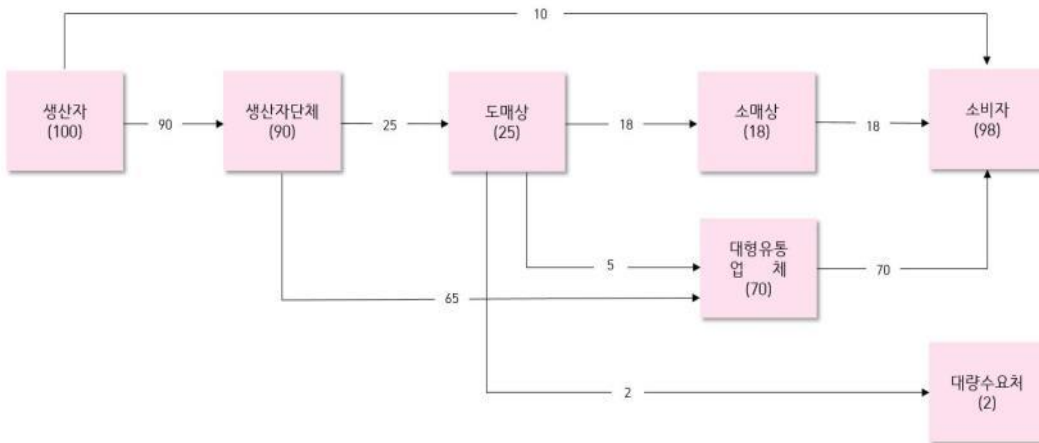 10
생산자
(100)
90
생산자단체
(90)
25
도매상
(25)
18
소매상
(18)
18
소비자
(98)
5
대형유통
업 체
(70)
70
65
2
대량수요처
(2)